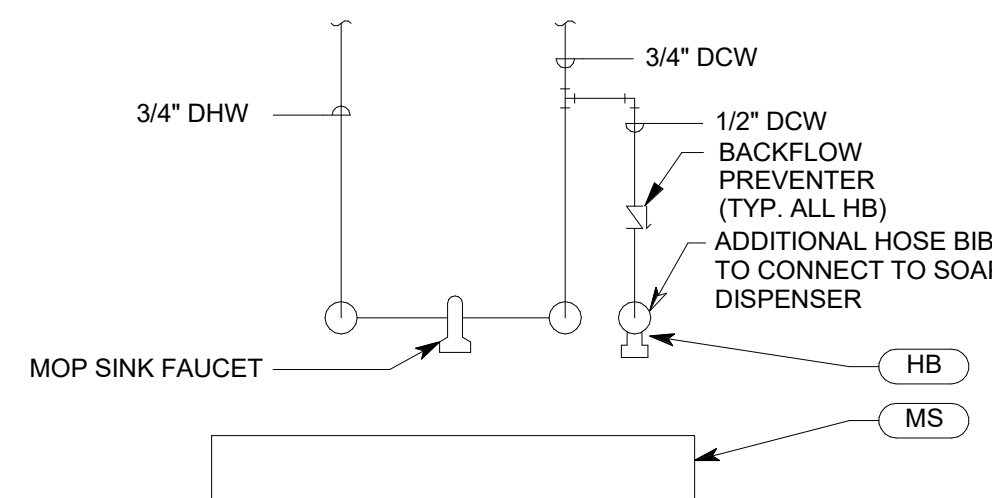 3/4" DCW
3/4" DHW
1/2" DCW
BACKFLOW
PREVENTER
(TYP. ALL HB)
ADDITIONAL HOSE BIB
TO CONNECT TO SOAP
DISPENSER
MOP SINK FAUCET
HB
MS